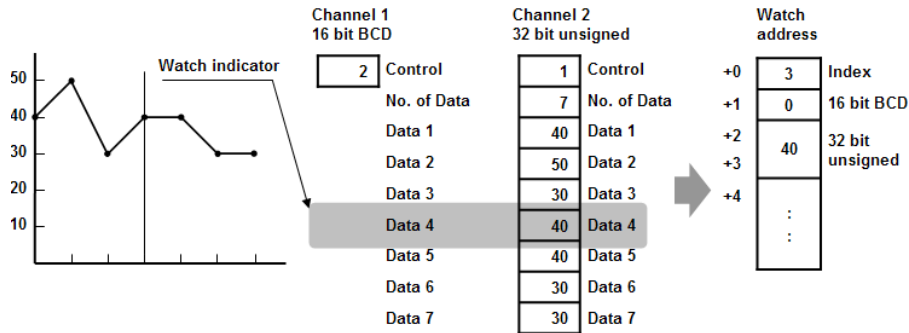 Channel 1
16 bit BCD
Channel 2
32 bit unsigned
Watch
address
50
40
30
20
10
Watch indicator
2 Control
No. of Data
Data 1
Data 2
Data 3
Data 4
Data 5
Data 6
Data 7
1 Control
7 No. of Data
40 Data 1
50 Data 2
30 Data 3
40 Data 4
40 Data 5
30 Data 6
30 Data 7
+0 3 Index
+1 0 16 bit BCD
+2
+3
40
32 bit
unsigned
+4
:
: